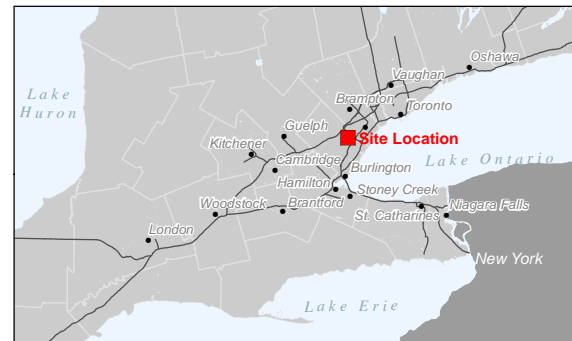 Oshawa
Vaughan
Lake
Huron
Brampton
Toronto
Guelph
Site Location
Kitchener
Lake Ontario
Cambridge
Burlington
Hamilton
Stoney Creek
Woodstock
Brantford
St. Catharines
Niagara Falls
London
New York
Lake Erie